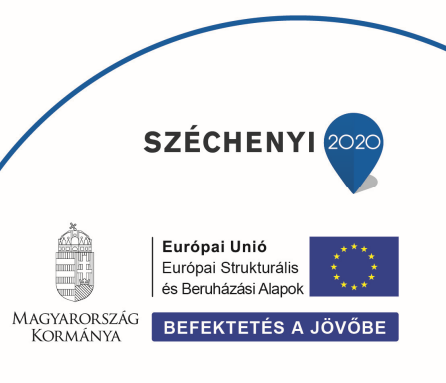 SZÉCHENYI 2020
Európai Unió
Európai Strukturális
és Beruházási Alapok
MAGYARORSZÁG
KORMÁNYA
BEFEKTETÉS A JÖVŐBE